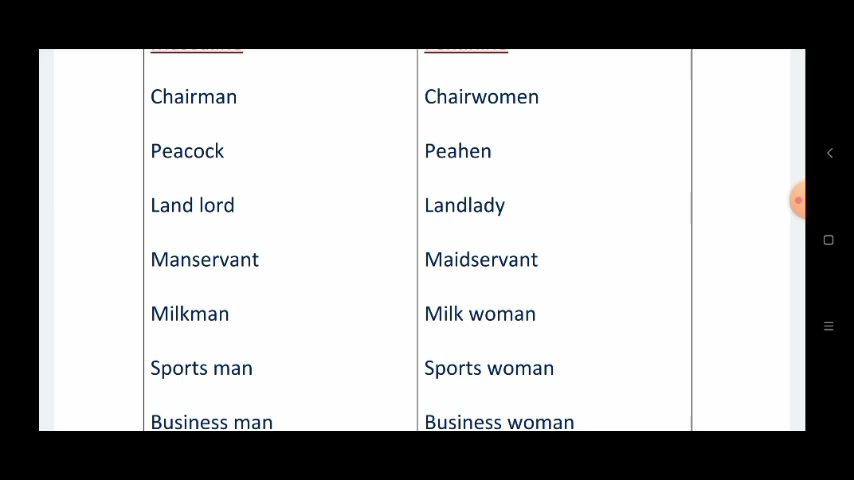 Chairman Chairwomen
Peacock Peahen
Land lord Landlady
Manservant Maidservant
Milkman Milk woman
Sports man Sports woman
Business man Business woman